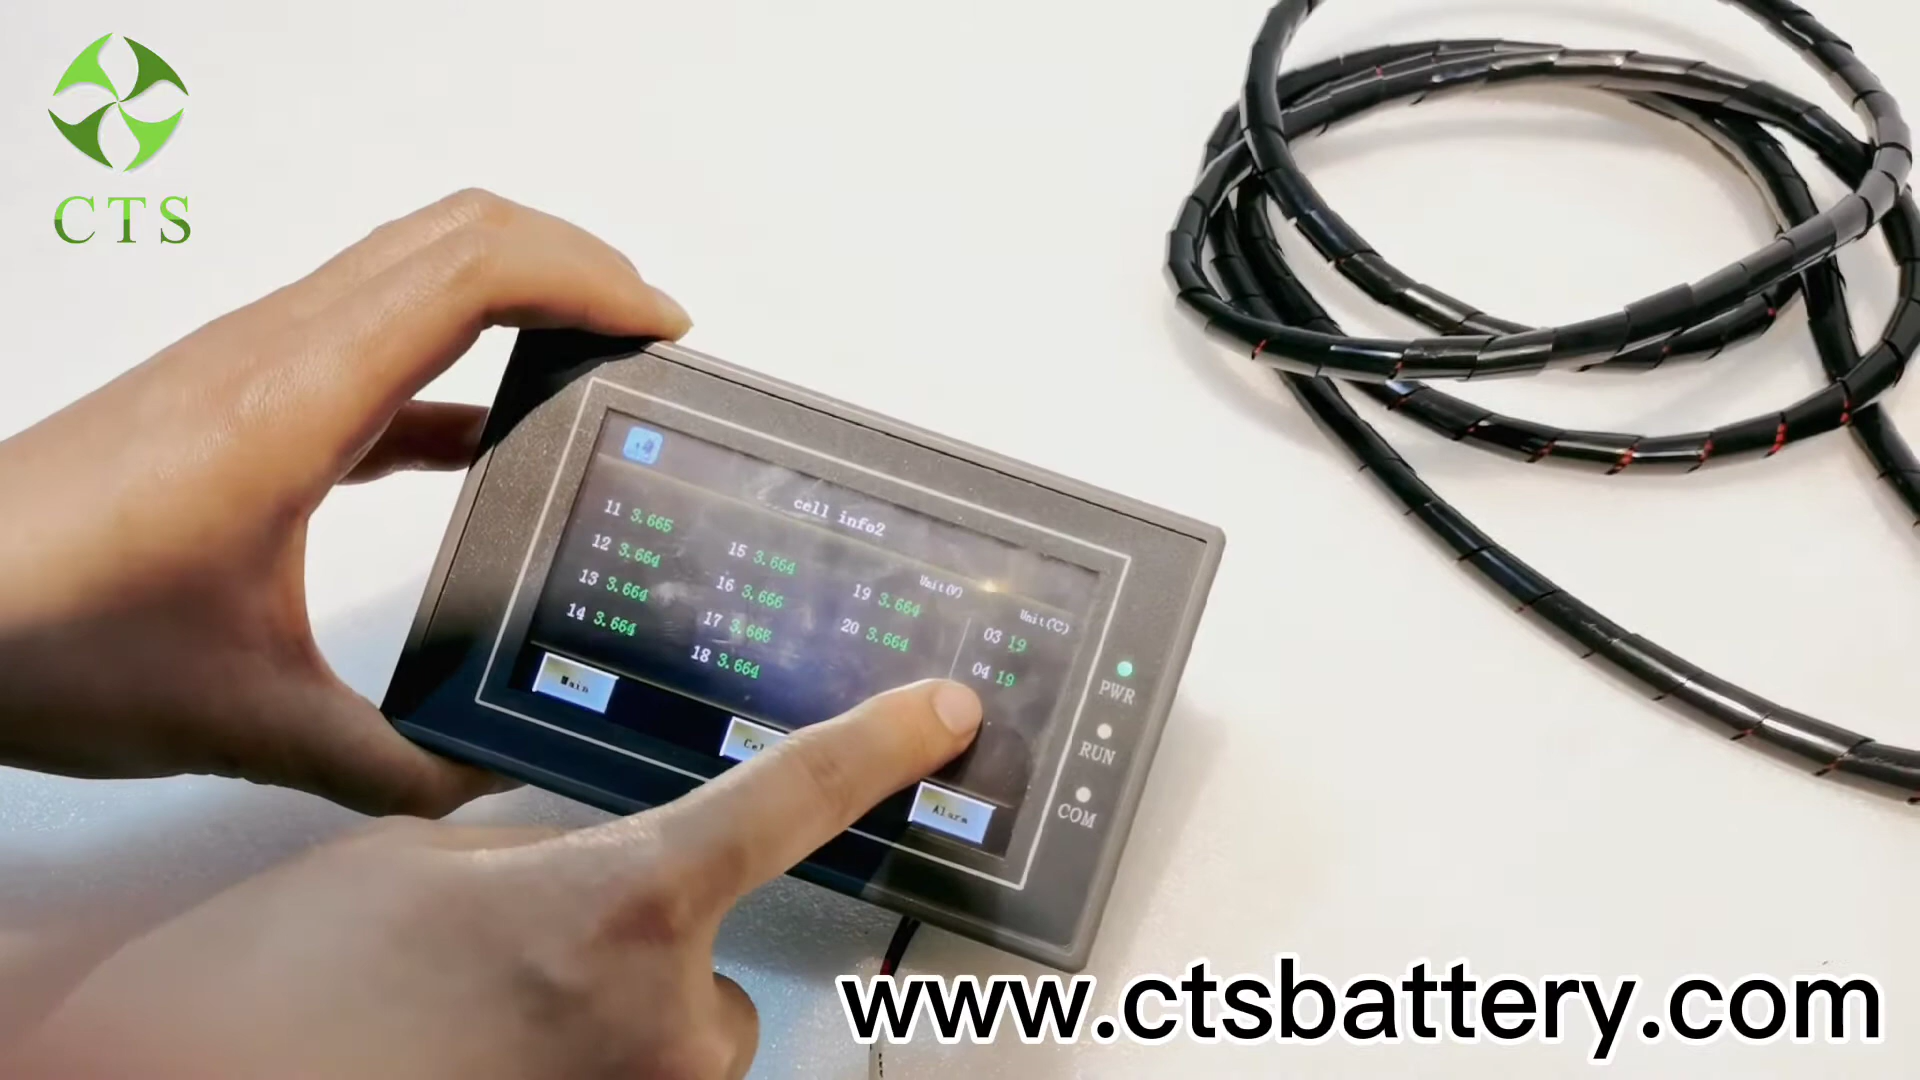 CTS
cell info2
Unit(V)
Unit(℃)
11 3.665
12 3.664
13 3.664
14 3.664
15 3.664
16 3.666
17 3.666
18 3.664
19 3.664
20 3.664
03 19
04 19
Main
Alarm
PWR
RUN
COM
www.ctsbattery.com